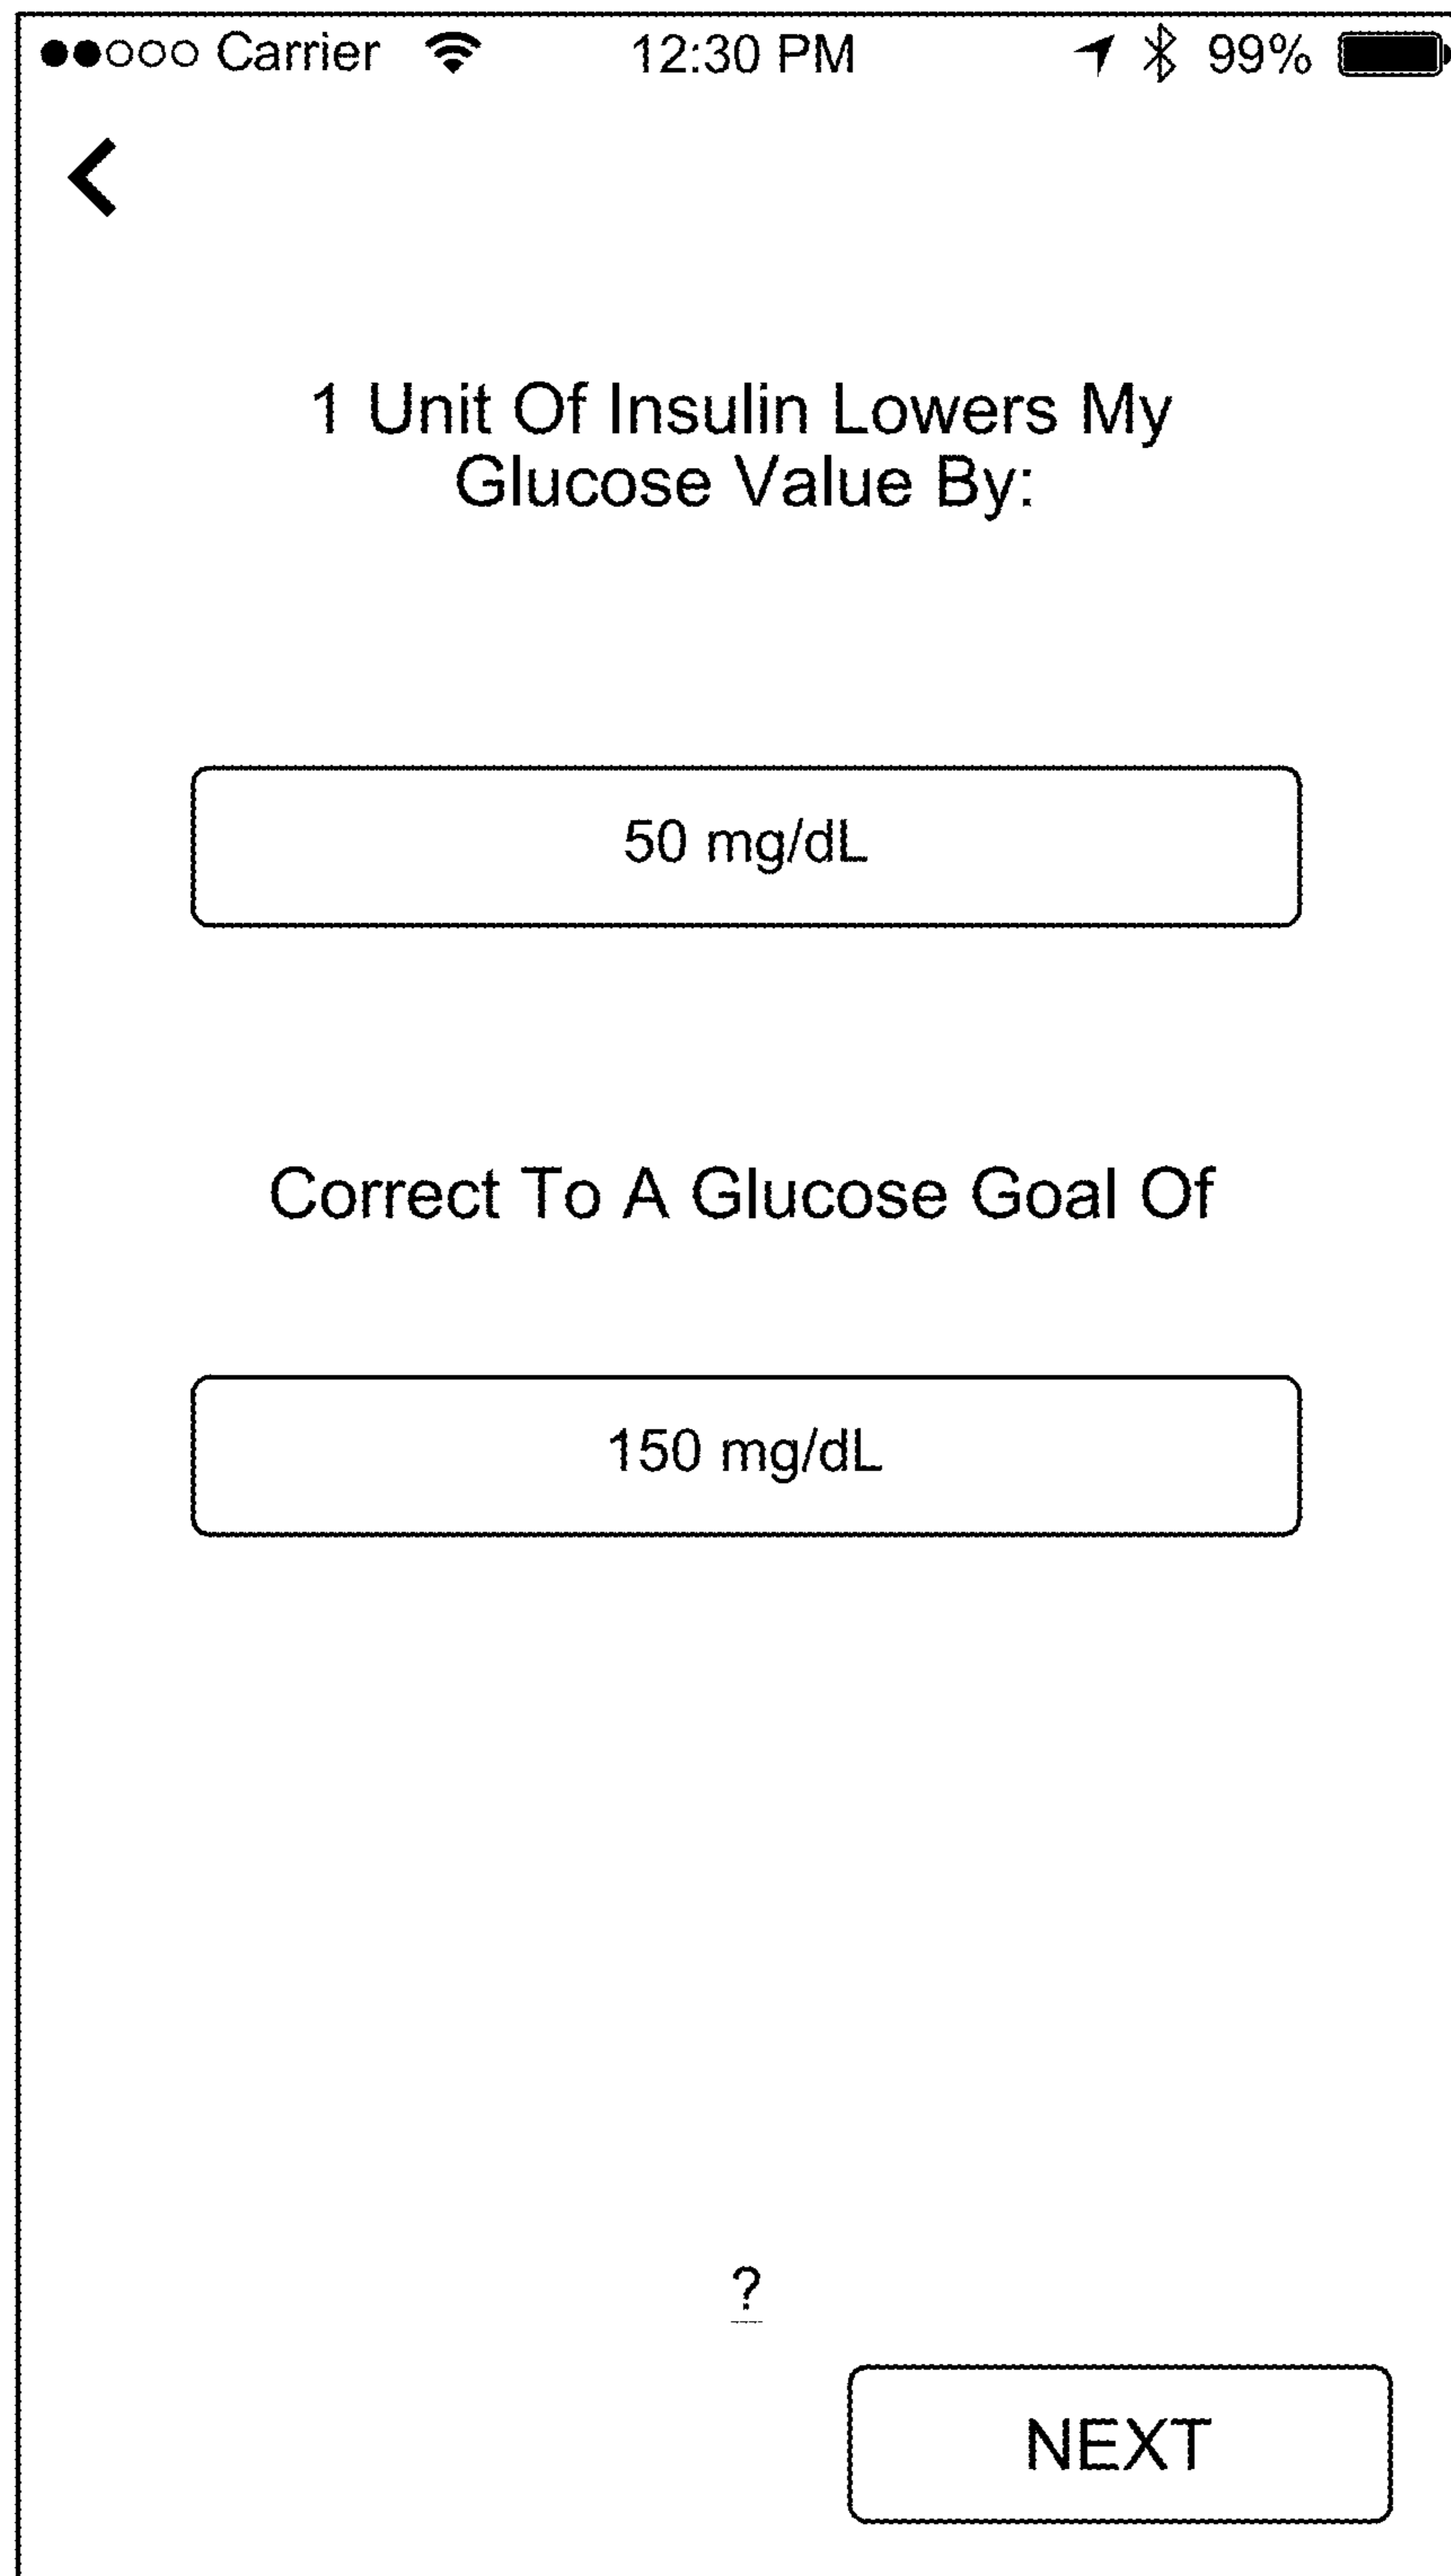 Carrier 12:30 PM 99%
1 Unit Of Insulin Lowers My
Glucose Value By:
50 mg/dL
Correct To A Glucose Goal Of
150 mg/dL
?
NEXT